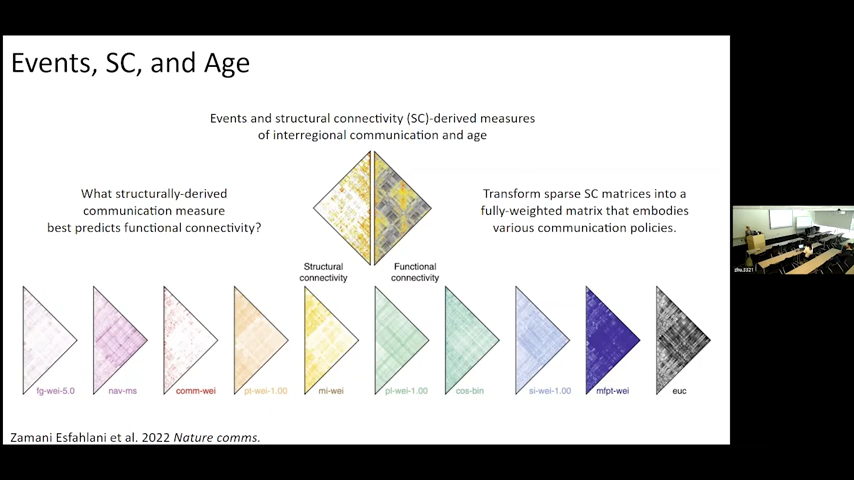 Events, SC, and Age
Events and structural connectivity (SC)-derived measures
of interregional communication and age
What structurally-derived
communication measure
best predicts functional connectivity?
Transform sparse SC matrices into a
fully-weighted matrix that embodies
various communication policies.
Structural
connectivity
Functional
connectivity
fg-wei-5.0
nav-ms
comm-wei
pt-wei-1.00
mi-wei
pl-wei-1.00
cos-bin
si-wei-1.00
mfpt-wei
euc
Zamani Esfahlani et al. 2022 Nature comms.
zhu.5321